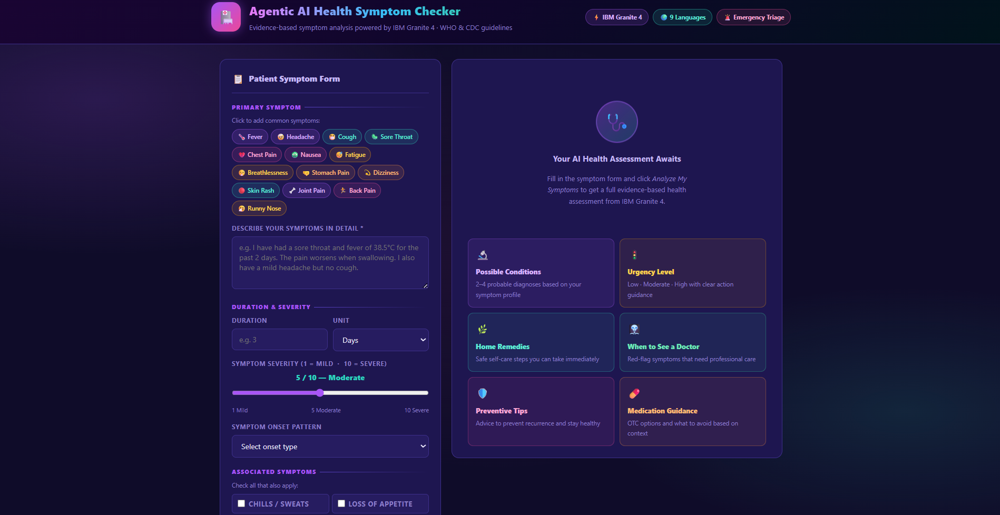 Agentic AI Health Symptom Checker
Evidence-based symptom analysis powered by IBM Granite 4 · WHO & CDC guidelines
IBM Granite 4
9 Languages
Emergency Triage
Patient Symptom Form
PRIMARY SYMPTOM
Click to add common symptoms:
Fever
Headache
Cough
Sore Throat
Chest Pain
Nausea
Fatigue
Breathlessness
Stomach Pain
Dizziness
Skin Rash
Joint Pain
Back Pain
Runny Nose
DESCRIBE YOUR SYMPTOMS IN DETAIL *
e.g. I have had a sore throat and fever of 38.5°C for the
past 2 days. The pain worsens when swallowing. I also
have a mild headache but no cough.
DURATION & SEVERITY
DURATION
UNIT
e.g. 3
Days
SYMPTOM SEVERITY (1 = MILD · 10 = SEVERE)
5 / 10 — Moderate
1 Mild
5 Moderate
10 Severe
SYMPTOM ONSET PATTERN
Select onset type
ASSOCIATED SYMPTOMS
Check all that also apply:
CHILLS / SWEATS
LOSS OF APPETITE
Your AI Health Assessment Awaits
Fill in the symptom form and click Analyze My
Symptoms to get a full evidence-based health
assessment from IBM Granite 4.
Possible Conditions
2–4 probable diagnoses based on your
symptom profile
Urgency Level
Low · Moderate · High with clear action
guidance
Home Remedies
Safe self-care steps you can take immediately
When to See a Doctor
Red-flag symptoms that need professional care
Preventive Tips
Advice to prevent recurrence and stay healthy
Medication Guidance
OTC options and what to avoid based on
context